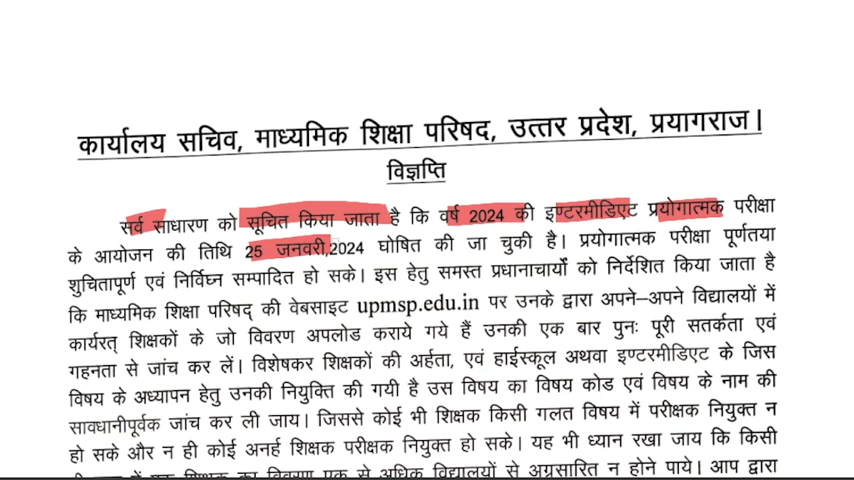 कार्यालय सचिव, माध्यमिक शिक्षा परिषद, उत्तर प्रदेश, प्रयागराज।
विज्ञप्ति
सर्व साधारण को सूचित किया जाता है कि वर्ष 2024 की इण्टरमीडिएट प्रयोगात्मक परीक्षा
के आयोजन की तिथि 25 जनवरी,2024 घोषित की जा चुकी है। प्रयोगात्मक परीक्षा पूर्णतया
शुचितापूर्ण एवं निर्विघ्न सम्पादित हो सके। इस हेतु समस्त प्रधानाचार्यों को निर्देशित किया जाता है
कि माध्यमिक शिक्षा परिषद् की वेबसाइट upmsp.edu.in पर उनके द्वारा अपने–अपने विद्यालयों में
कार्यरत् शिक्षकों के जो विवरण अपलोड कराये गये हैं उनकी एक बार पुनः पूरी सतर्कता एवं
गहनता से जांच कर लें। विशेषकर शिक्षकों की अर्हता, एवं हाईस्कूल अथवा इण्टरमीडिएट के जिस
विषय के अध्यापन हेतु उनकी नियुक्ति की गयी है उस विषय का विषय कोड एवं विषय के नाम की
सावधानीपूर्वक जांच कर ली जाय। जिससे कोई भी शिक्षक किसी गलत विषय में परीक्षक नियुक्त न
हो सके और न ही कोई अनर्ह शिक्षक परीक्षक नियुक्त हो सके। यह भी ध्यान रखा जाय कि किसी
में एक शिक्षक का विवरण एक से अधिक विद्यालयों से अग्रसारित न होने पाये। आप द्वारा